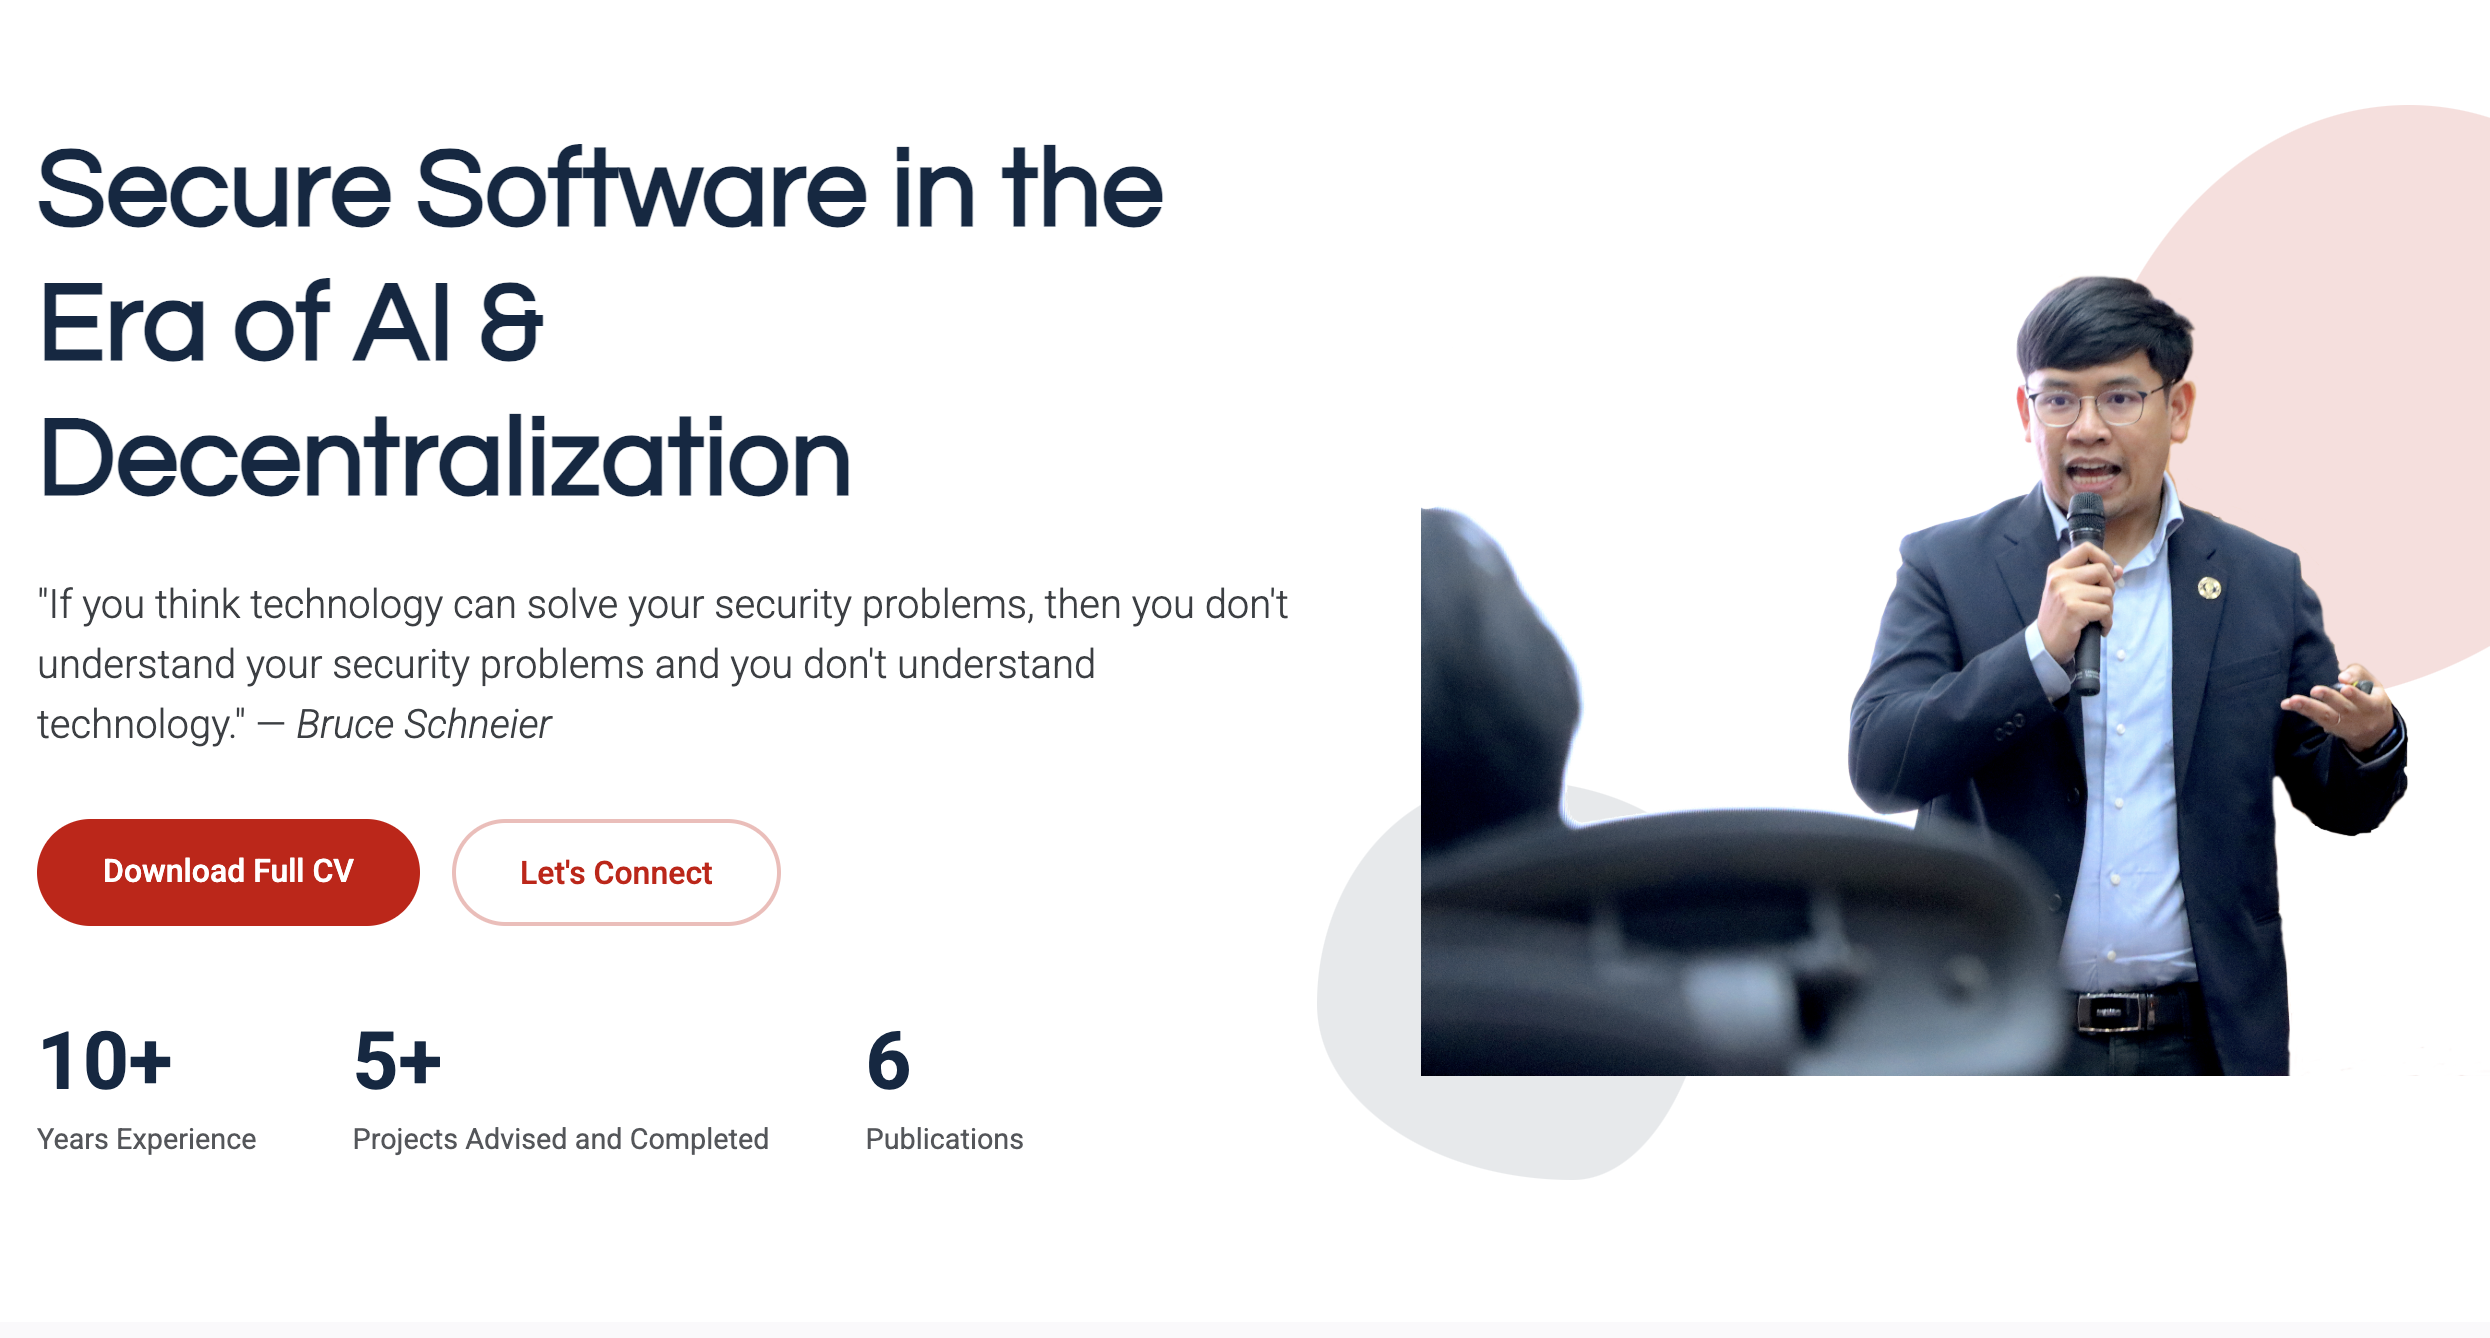 Secure Software in the
Era of AI &
Decentralization
"If you think technology can solve your security problems, then you don't
understand your security problems and you don't understand
technology." — Bruce Schneier
Download Full CV
Let's Connect
10+
5+
6
Years Experience
Projects Advised and Completed
Publications